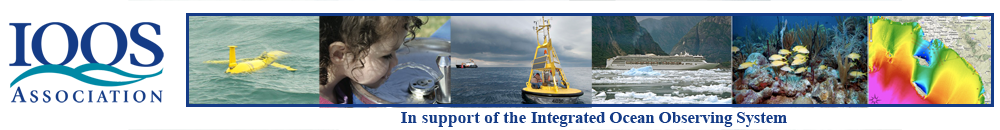 IOOS
ASSOCIATION
In support of the Integrated Ocean Observing System